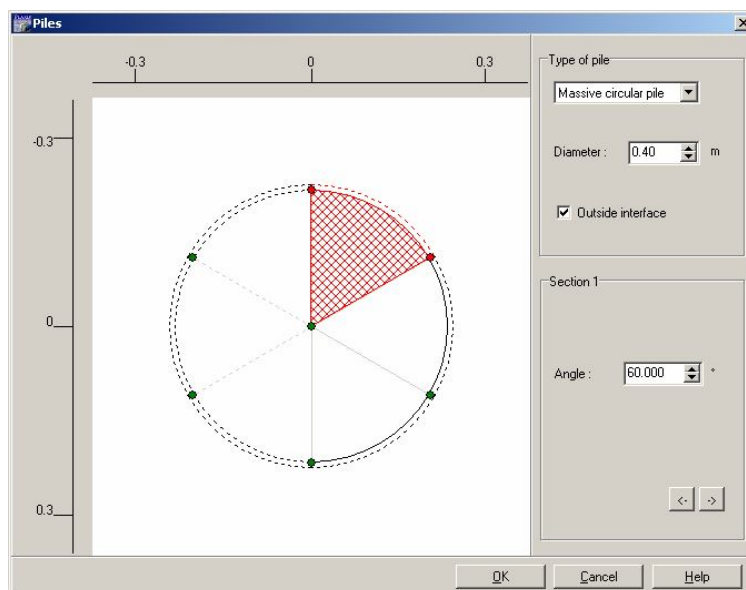 Piles
-0.3 0 0.3
-0.3
0
0.3
Type of pile
Massive circular pile
Diameter : 0.40 m
Outside interface
Section 1
Angle : 60.000 °
<- ->
OK Cancel Help